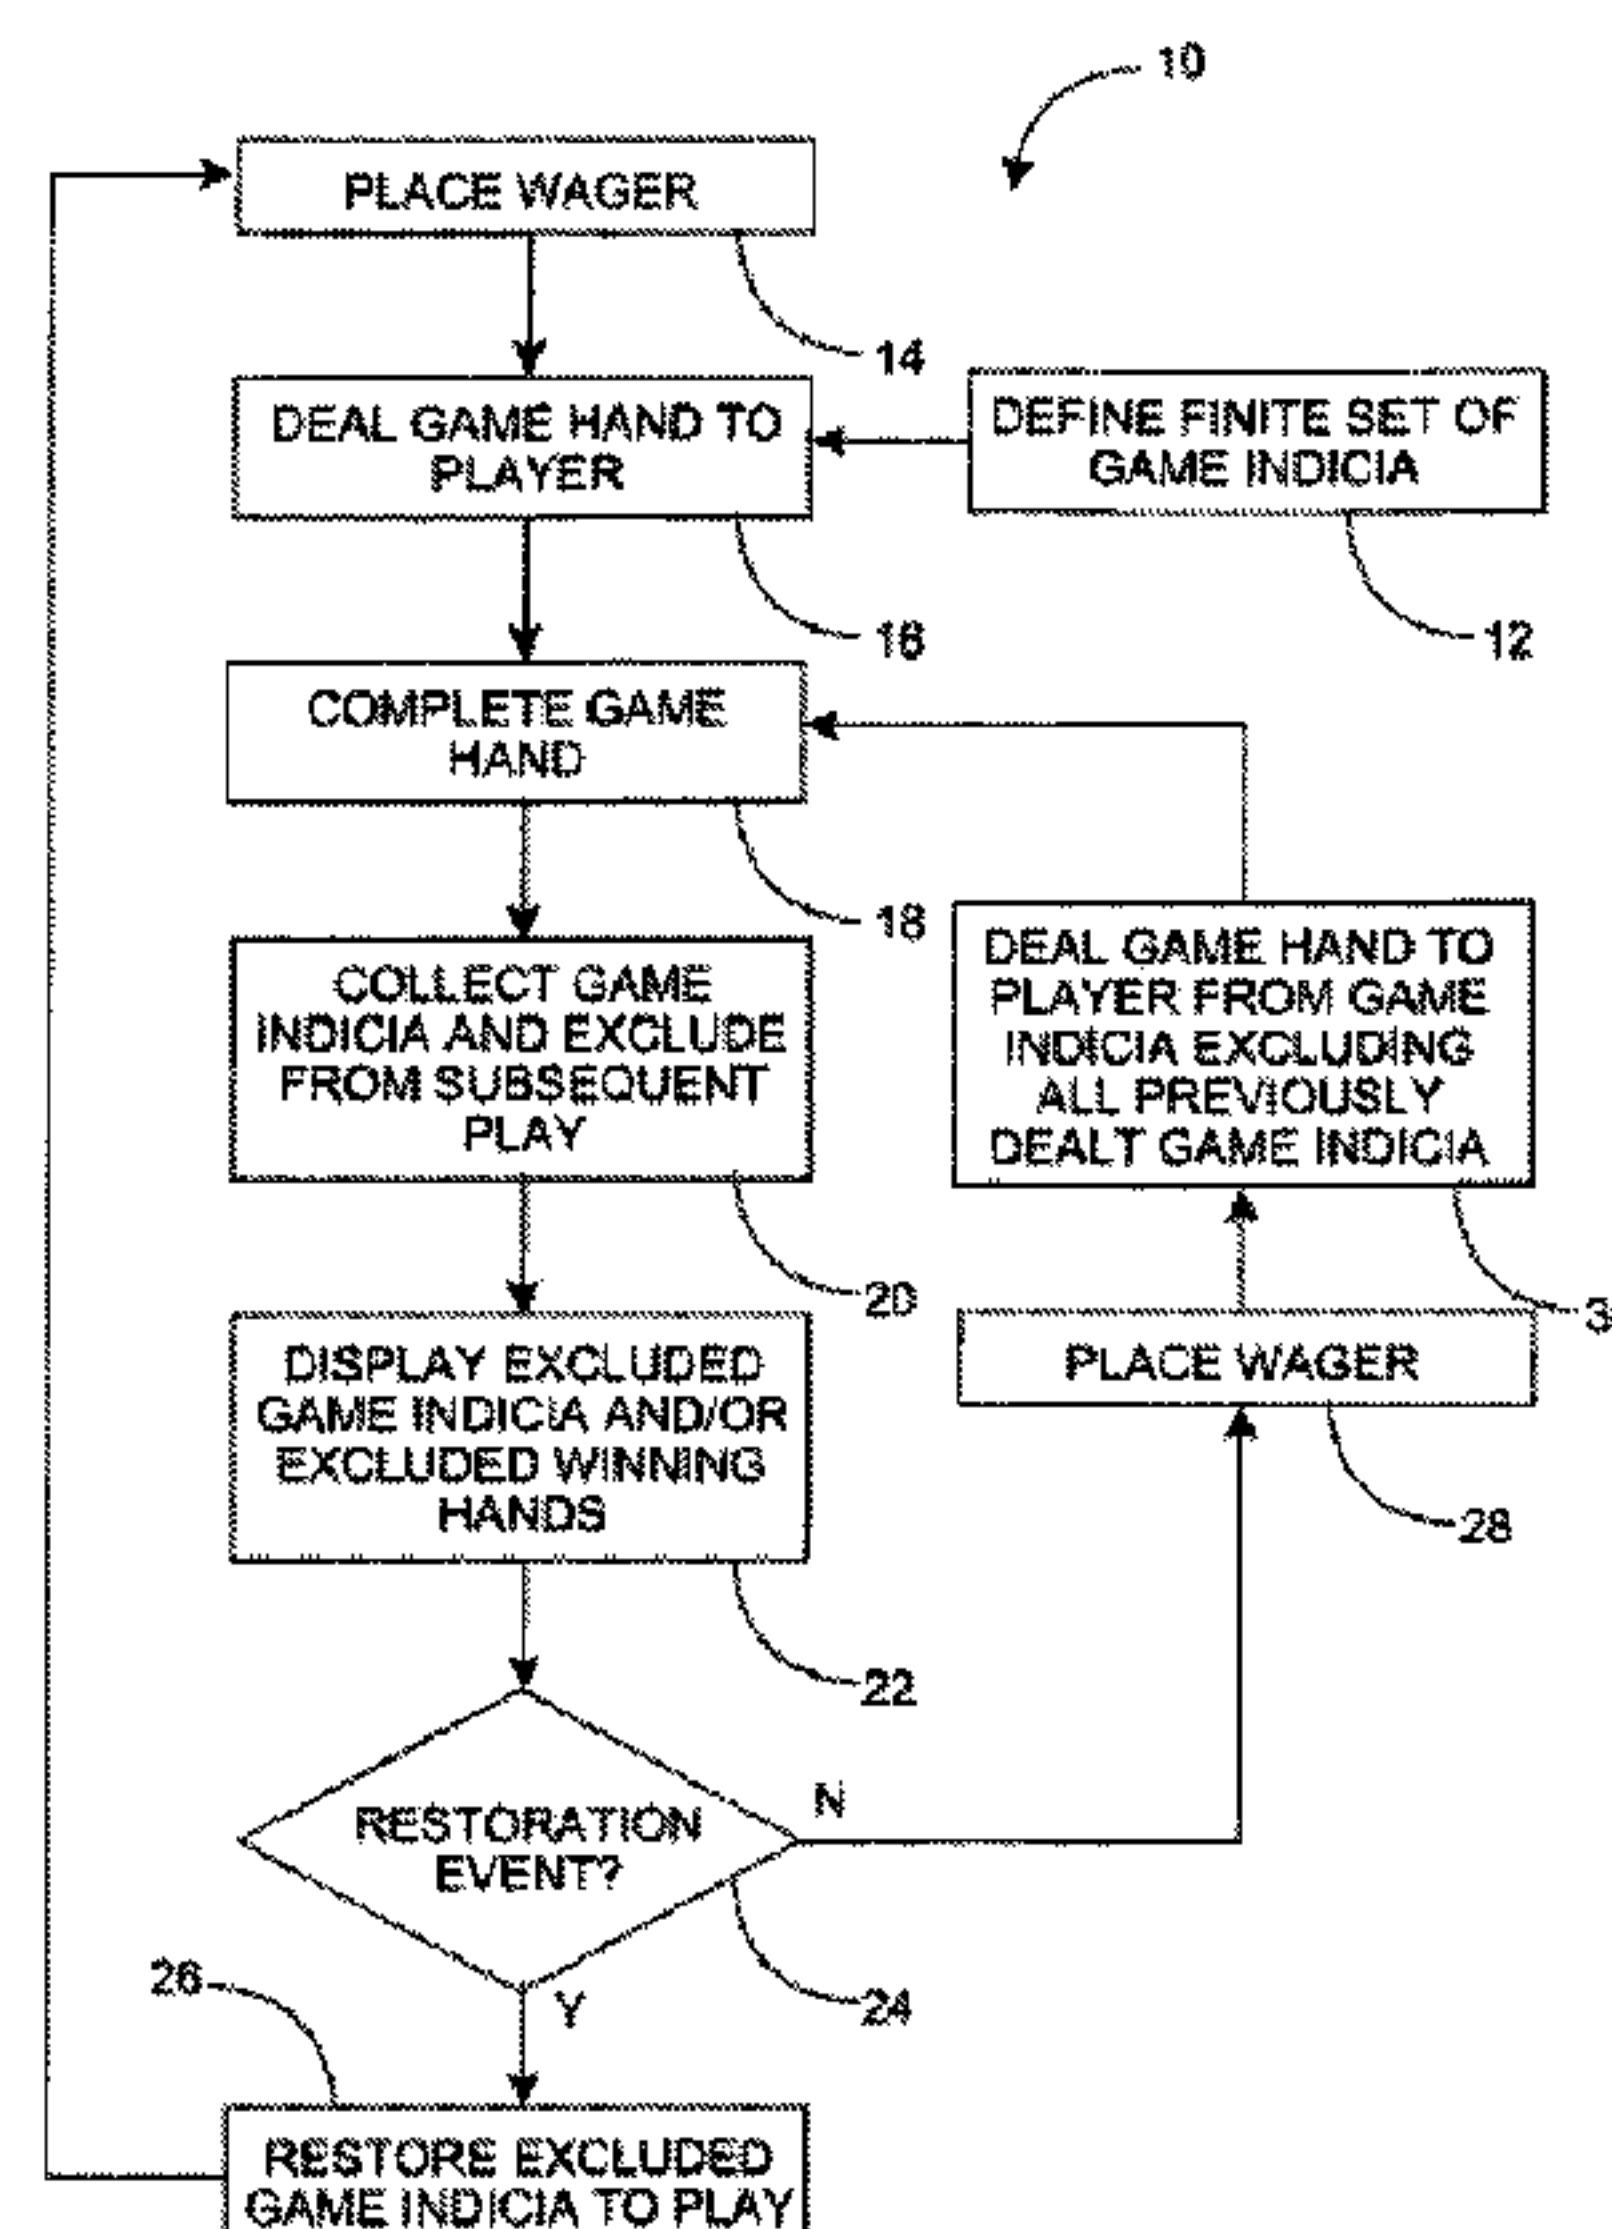 10
PLACE WAGER
14
DEAL GAME HAND TO
PLAYER
16
DEFINE FINITE SET OF
GAME INDICIA
12
COMPLETE GAME
HAND
18
COLLECT GAME
INDICIA AND EXCLUDE
FROM SUBSEQUENT
PLAY
20
DEAL GAME HAND TO
PLAYER FROM GAME
INDICIA EXCLUDING
ALL PREVIOUSLY
DEALT GAME INDICIA
3
DISPLAY EXCLUDED
GAME INDICIA AND/OR
EXCLUDED WINNING
HANDS
22
PLACE WAGER
28
RESTORATION
EVENT?
N
Y
24
26
RESTORE EXCLUDED
GAME INDICIA TO PLAY